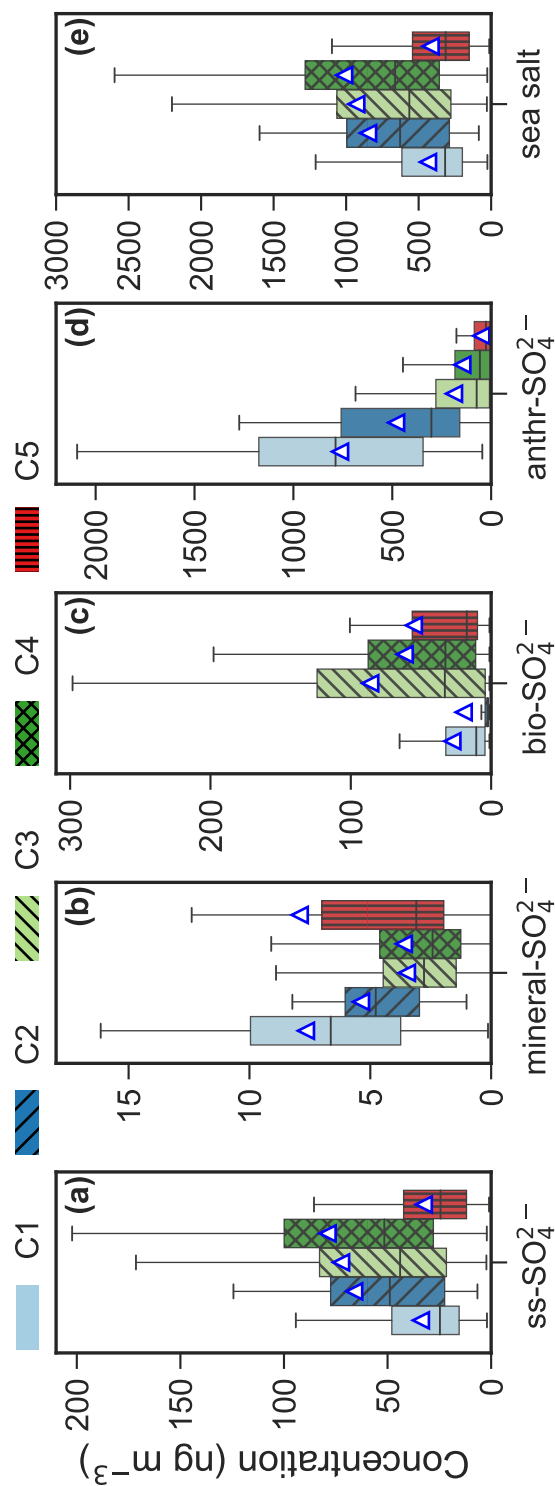 C1 C2 C3 C4 C5
Concentration (ng m⁻³)
(a)
200
150
100
50
0
ss-SO₄²⁻
(b)
15
10
5
0
mineral-SO₄²⁻
(c)
300
200
100
0
bio-SO₄²⁻
(d)
2000
1500
1000
500
0
anthr-SO₄²⁻
(e)
3000
2500
2000
1500
1000
500
0
sea salt